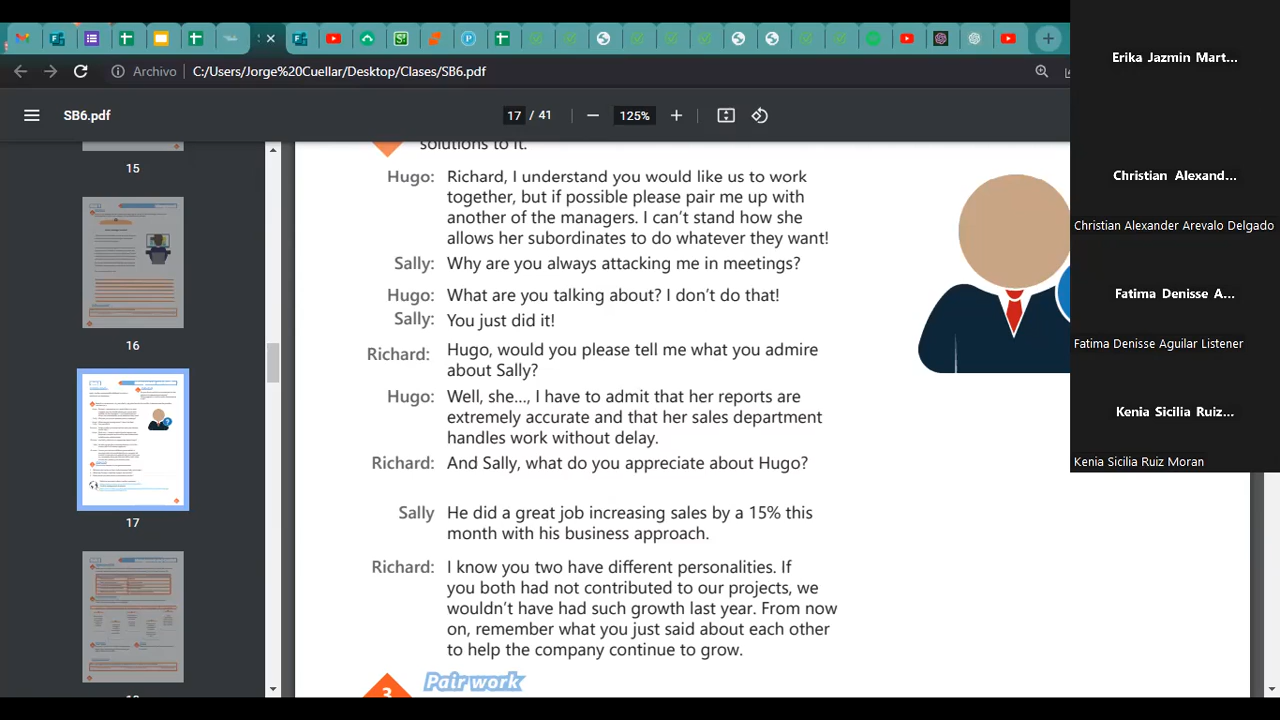 Archivo C:/Users/Jorge%20Cuellar/Desktop/Clases/SB6.pdf
SB6.pdf
17 / 41
125%
15
16
17
solutions to it.
Hugo: Richard, I understand you would like us to work
together, but if possible please pair me up with
another of the managers. I can't stand how she
allows her subordinates to do whatever they want!
Sally: Why are you always attacking me in meetings?
Hugo: What are you talking about? I don't do that!
Sally: You just did it!
Richard: Hugo, would you please tell me what you admire
about Sally?
Hugo: Well, she..., I have to admit that her reports are
extremely accurate and that her sales department
handles work without delay.
Richard: And Sally, what do you appreciate about Hugo?
Sally He did a great job increasing sales by a 15% this
month with his business approach.
Richard: I know you two have different personalities. If
you both had not contributed to our projects, we
wouldn't have had such growth last year. From now
on, remember what you just said about each other
to help the company continue to grow.
3 Pair work
Erika Jazmin Mart...
Christian Alexand...
Christian Alexander Arevalo Delgado
Fatima Denisse A...
Fatima Denisse Aguilar Listener
Kenia Sicilia Ruiz...
Kenia Sicilia Ruiz Moran